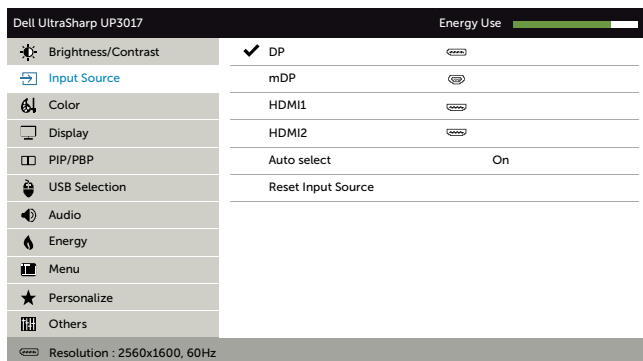 Dell UltraSharp UP3017 Energy Use
Brightness/Contrast DP
Input Source mDP
Color HDMI1
Display HDMI2
PIP/PBP Auto select On
USB Selection Reset Input Source
Audio
Energy
Menu
Personalize
Others
Resolution : 2560x1600, 60Hz